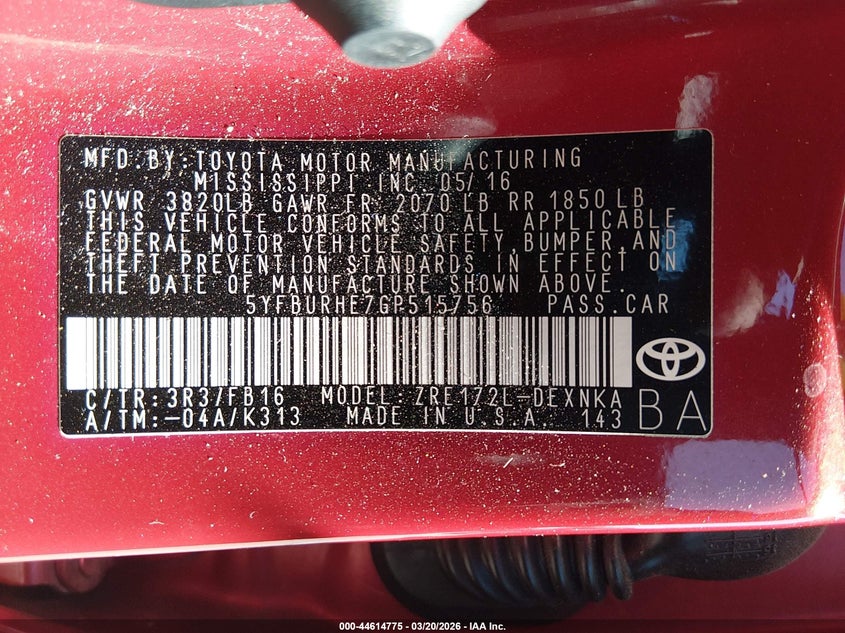 MFD.BY:TOYOTA MOTOR MANUFACTURING
MISSISSIPPI INC. 05/16
GVWR 3820LB GAWR FR 2070LB RR 1850LB
THIS VEHICLE CONFORMS TO ALL APPLICABLE
FEDERAL MOTOR VEHICLE SAFETY,BUMPER,AND
THEFT PREVENTION STANDARDS IN EFFECT ON
THE DATE OF MANUFACTURE SHOWN ABOVE.
5YFBURHE7GP515756 PASS.CAR
C/TR:3R37/FB16 MODEL:ZRE172L-DEXNKA
A/TM:-04A/K313 MADE IN U.S.A. 143
BA
000-44614775 - 03/20/2026 - IAA Inc.